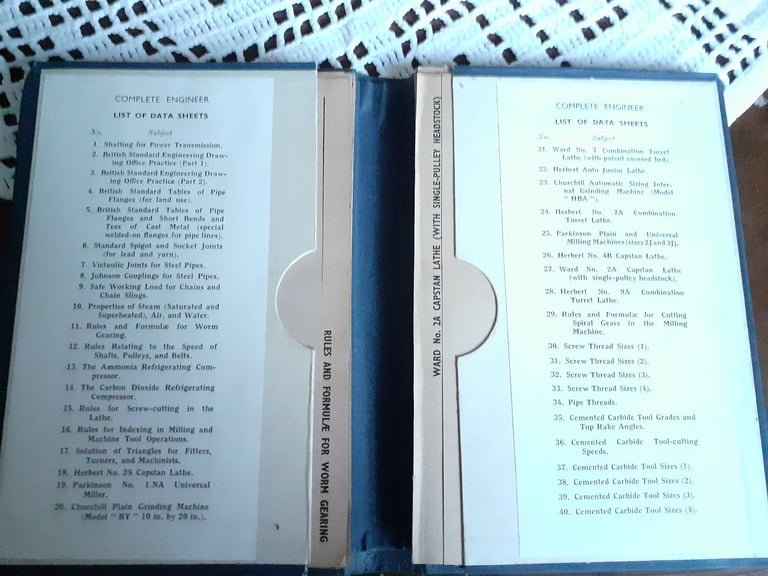 COMPLETE ENGINEER
LIST OF DATA SHEETS
No. Subject
1. Shafting for Power Transmission.
2. British Standard Engineering Draw-
ing Office Practice (Part 1).
3. British Standard Engineering Draw-
ing Office Practice (Part 2).
4. British Standard Tables of Pipe
Flanges (for land use).
5. British Standard Tables of Pipe
Flanges and Short Bends and
Tees of Cast Metal (special
welded-on flanges for pipe lines).
6. Standard Spigot and Socket Joints
(for lead and yarn).
7. Victaulic Joints for Steel Pipes.
8. Johnson Couplings for Steel Pipes.
9. Safe Working Load for Chains and
Chain Slings.
10. Properties of Steam (Saturated and
Superheated), Air, and Water.
11. Rules and Formulæ for Worm
Gearing.
12. Rules Relating to the Speed of
Shafts, Pulleys, and Belts.
13. The Ammonia Refrigerating Com-
pressor.
14. The Carbon Dioxide Refrigerating
Compressor.
15. Rules for Screw-cutting in the
Lathe.
16. Rules for Indexing in Milling and
Machine Tool Operations.
17. Solution of Triangles for Fitters,
Turners, and Machinists.
18. Herbert No. 2S Capstan Lathe.
19. Parkinson No. 1.NA Universal
Miller.
20. Churchill Plain Grinding Machine
(Model "BY" 10 in. by 20 in.).
RULES AND FORMULÆ FOR WORM GEARING
WARD No. 2A CAPSTAN LATHE (WITH SINGLE-PULLEY HEADSTOCK)
COMPLETE ENGINEER
LIST OF DATA SHEETS
No. Subject
21. Ward No. 7 Combination Turret
Lathe (with patent covered bed).
22. Herbert Auto Junior Lathe.
23. Churchill Automatic Sizing Inter-
nal Grinding Machine (Model
"HBA").
24. Herbert No. 7A Combination
Turret Lathe.
25. Parkinson Plain and Universal
Milling Machines (sizes 2J and 3J).
26. Herbert No. 4B Capstan Lathe.
27. Ward No. 2A Capstan Lathe
(with single-pulley headstock).
28. Herbert No. 9A Combination
Turret Lathe.
29. Rules and Formulæ for Cutting
Spiral Gears in the Milling
Machine.
30. Screw Thread Sizes (1).
31. Screw Thread Sizes (2).
32. Screw Thread Sizes (3).
33. Screw Thread Sizes (4).
34. Pipe Threads.
35. Cemented Carbide Tool Grades and
Top Rake Angles.
36. Cemented Carbide Tool-cutting
Speeds.
37. Cemented Carbide Tool Sizes (1).
38. Cemented Carbide Tool Sizes (2).
39. Cemented Carbide Tool Sizes (3).
40. Cemented Carbide Tool Sizes (4).